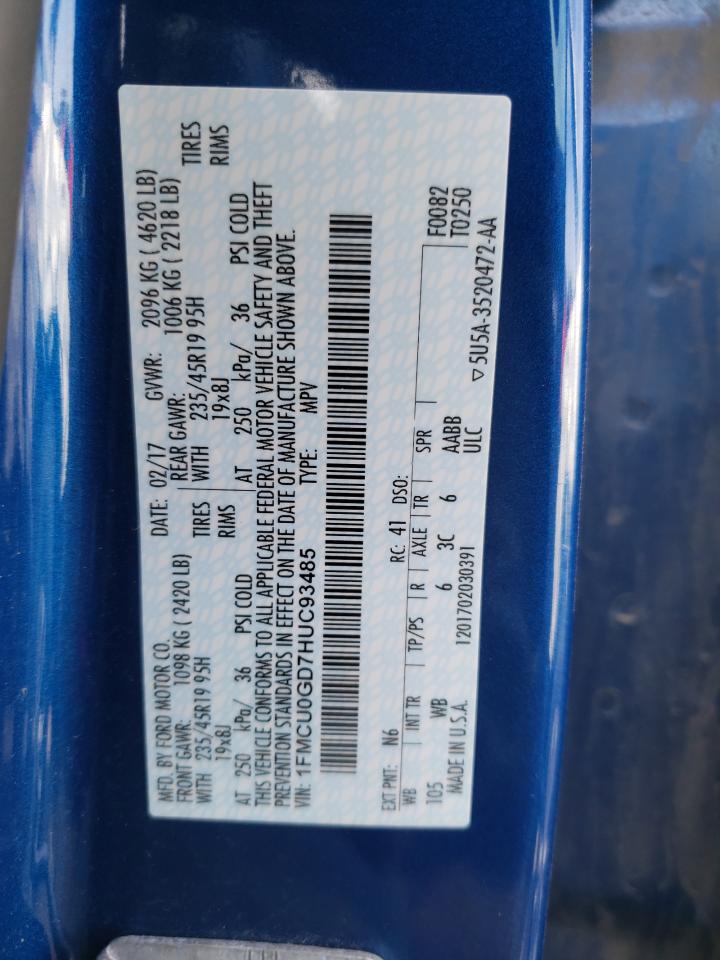 MFD. BY FORD MOTOR CO.
DATE: 02/17 GVWR: 2096 KG ( 4620 LB)
FRONT GAWR: 1098 KG ( 2420 LB) REAR GAWR: 1006 KG ( 2218 LB)
WITH 235/45R19 95H TIRES WITH 235/45R19 95H TIRES
19x8J RIMS 19x8J RIMS
AT 250 kPa/ 36 PSI COLD AT 250 kPa/ 36 PSI COLD
THIS VEHICLE CONFORMS TO ALL APPLICABLE FEDERAL MOTOR VEHICLE SAFETY AND THEFT
PREVENTION STANDARDS IN EFFECT ON THE DATE OF MANUFACTURE SHOWN ABOVE.
VIN: 1FMCU0GD7HUC93485 TYPE: MPV
EXT PNT: N6 RC: 41 DSO: F0082
WB INT TR TP/PS R AXLE TR SPR T0250
105 WB 6 3C 6 AABB
MADE IN U.S.A. 1201702030391 ULC ▽5U5A-3520472-AA